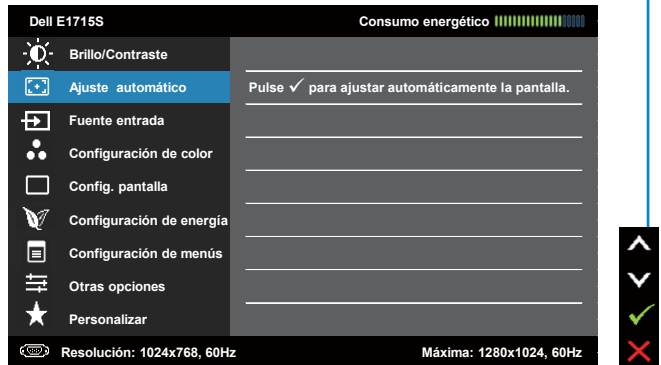 Dell E1715S Consumo energético
Brillo/Contraste
Ajuste automático Pulse ✓ para ajustar automáticamente la pantalla.
Fuente entrada
Configuración de color
Config. pantalla
Configuración de energía
Configuración de menús
Otras opciones
Personalizar
Resolución: 1024x768, 60Hz Máxima: 1280x1024, 60Hz